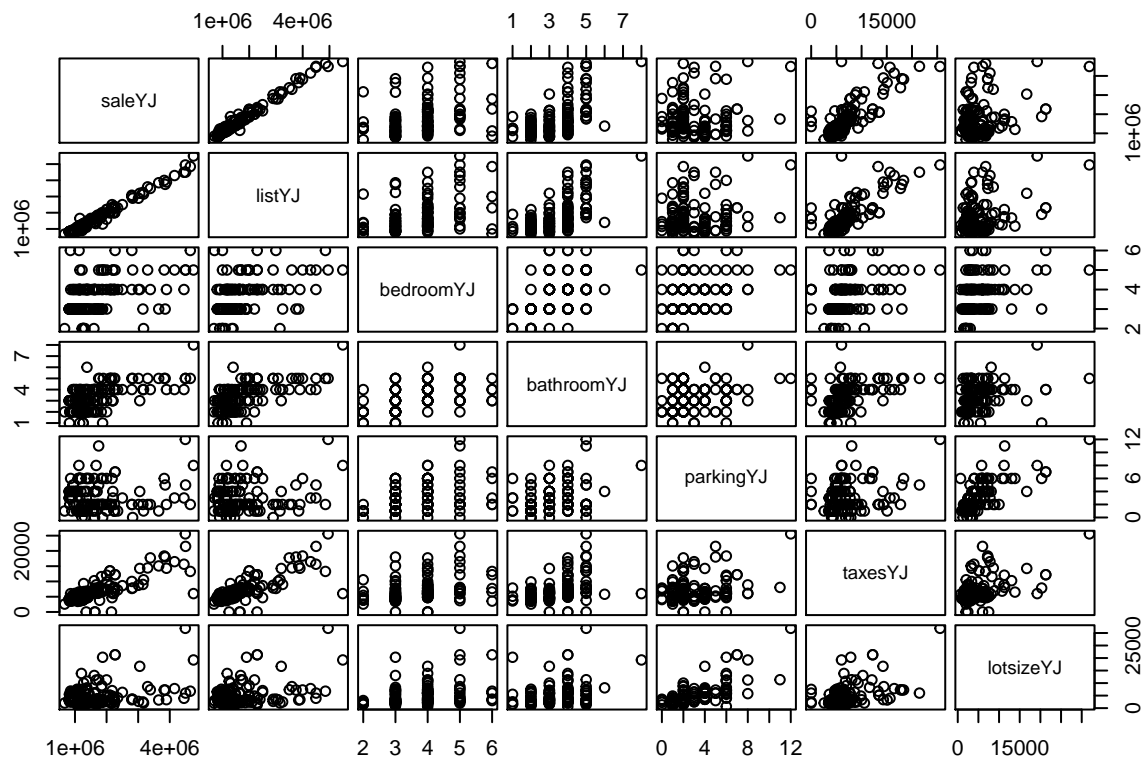 1e+06 4e+06 1 3 5 7 0 15000
saleYJ
1e+06
1e+06
listYJ
bedroomYJ
2 4 6
1 4 7
bathroomYJ
parkingYJ
0 6 12
0 20000
taxesYJ
lotsizeYJ
0 25000
1e+06 4e+06 2 3 4 5 6 0 4 8 12 0 15000